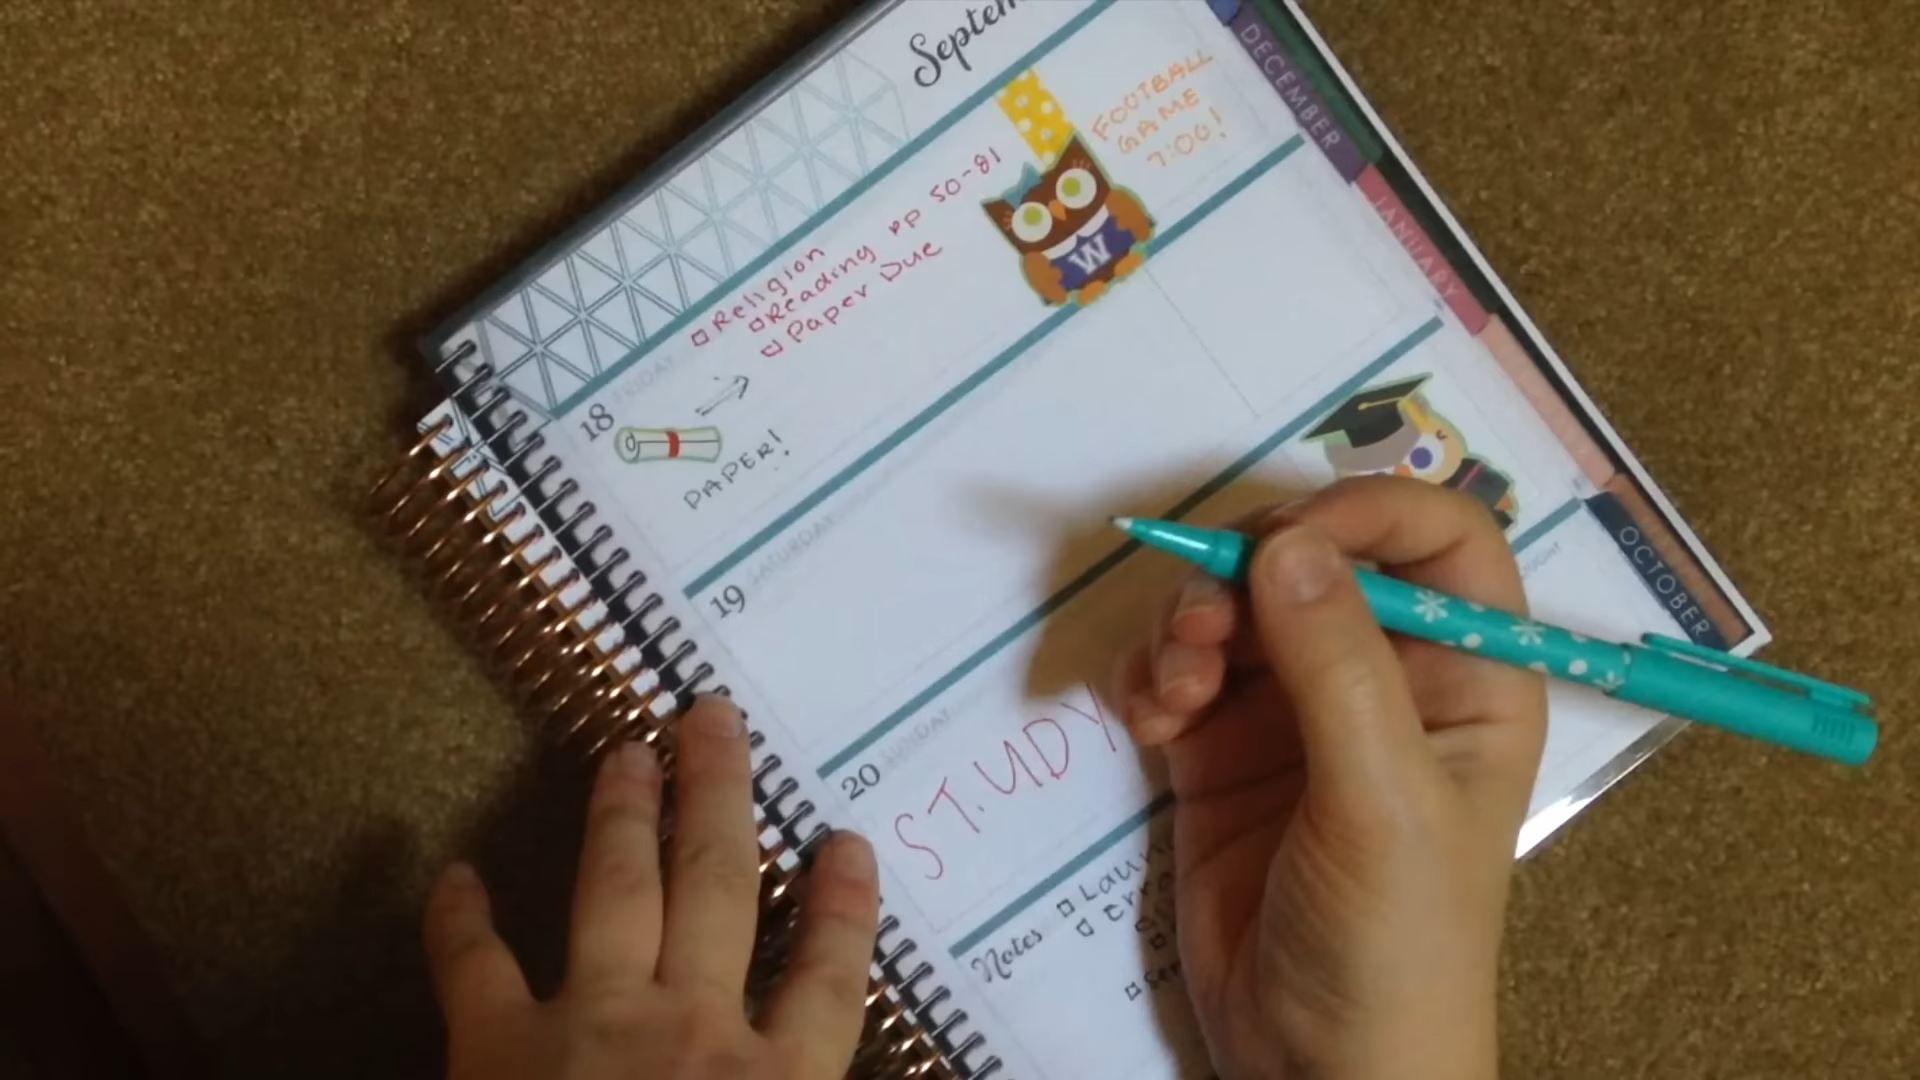 Septem
18 FRIDAY
Religion
Reading pp 50-81
Paper Due
PAPER!
W
FOOTBALL
GAME
7:00!
19 SATURDAY
20 SUNDAY
STUDY
Notes
DECEMBER
JANUARY
OCTOBER